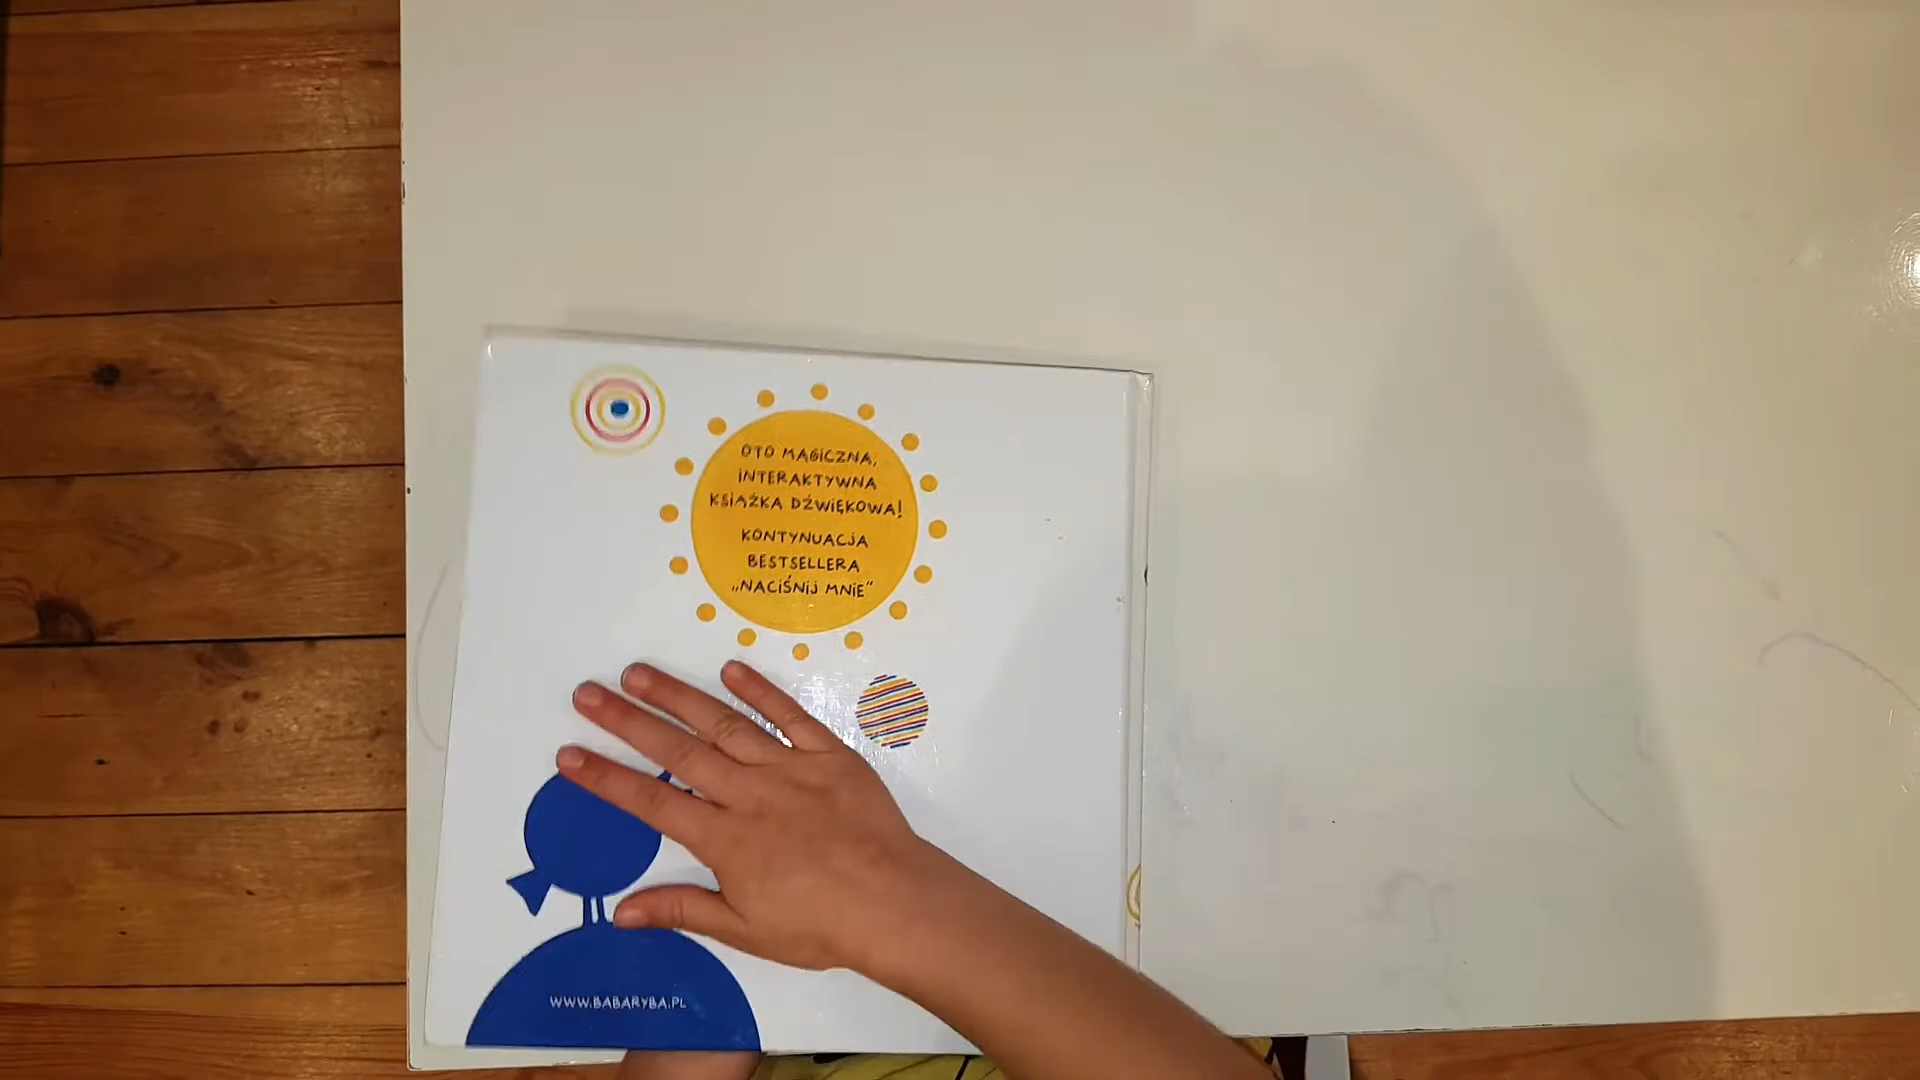 OTO MAGICZNA,
INTERAKTYWNA
KSIĄŻKA DŹWIĘKOWA!
KONTYNUACJA
BESTSELLERA
„NACIŚNIJ MNIE”
WWW.BABARYBA.PL